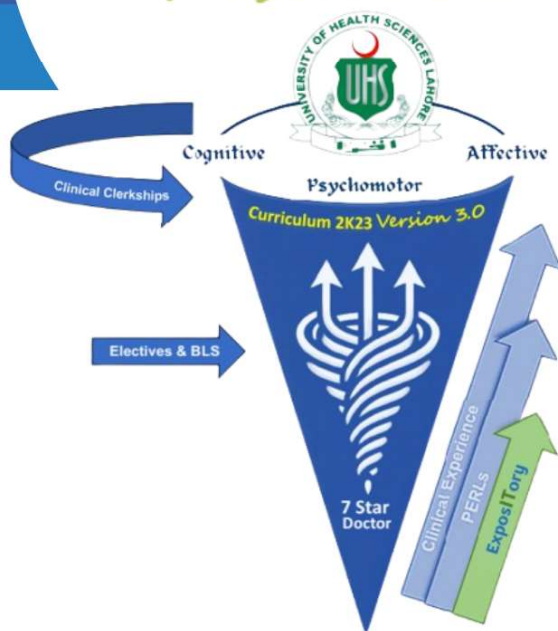 UNIVERSITY OF HEALTH SCIENCES LAHORE
UHS
Cognitive
Affective
Psychomotor
Clinical Clerkships
Curriculum 2K23 Version 3.0
Electives & BLS
7 Star
Doctor
Clinical Experience
PERLs
ExposITory